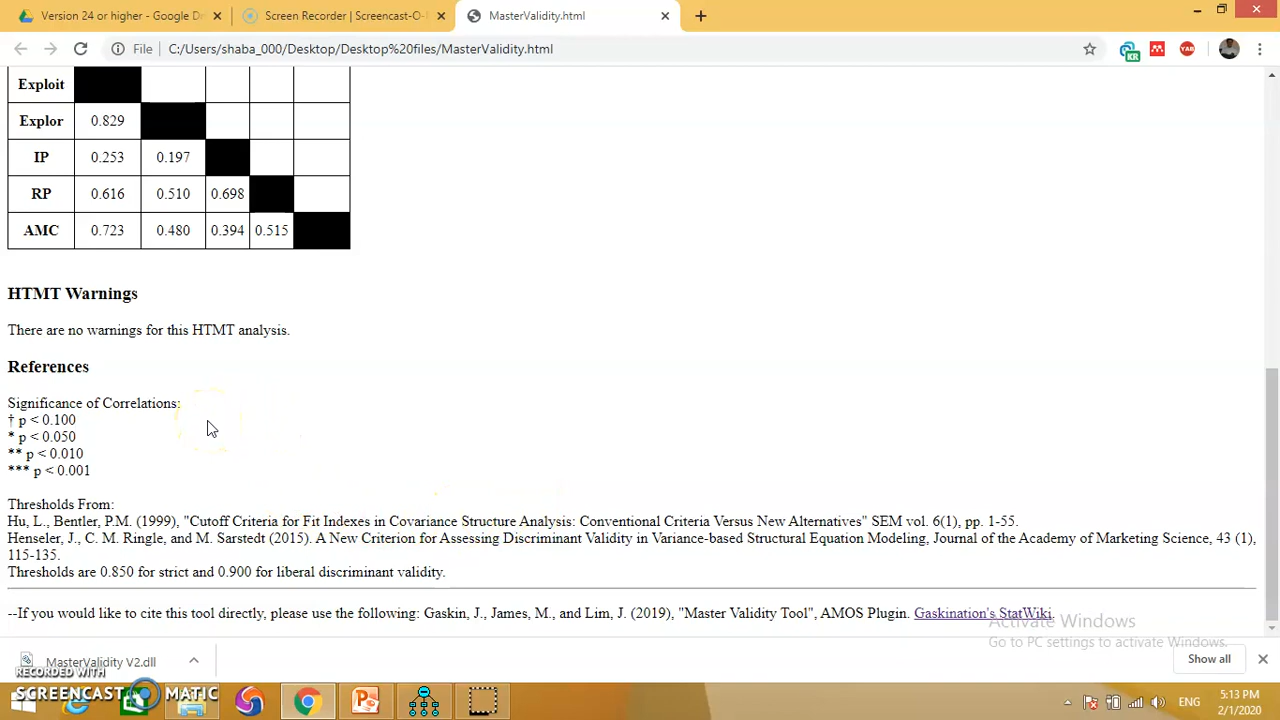 Version 24 or higher - Google Dr
Screen Recorder | Screencast-O-
MasterValidity.html
File
C:/Users/shaba_000/Desktop/Desktop%20files/MasterValidity.html
KR
YAB
Exploit
Explor 0.829
IP 0.253 0.197
RP 0.616 0.510 0.698
AMC 0.723 0.480 0.394 0.515
HTMT Warnings
There are no warnings for this HTMT analysis.
References
Significance of Correlations:
† p < 0.100
* p < 0.050
** p < 0.010
*** p < 0.001
Thresholds From:
Hu, L., Bentler, P.M. (1999), "Cutoff Criteria for Fit Indexes in Covariance Structure Analysis: Conventional Criteria Versus New Alternatives" SEM vol. 6(1), pp. 1-55.
Henseler, J., C. M. Ringle, and M. Sarstedt (2015). A New Criterion for Assessing Discriminant Validity in Variance-based Structural Equation Modeling, Journal of the Academy of Marketing Science, 43 (1),
115-135.
Thresholds are 0.850 for strict and 0.900 for liberal discriminant validity.
--If you would like to cite this tool directly, please use the following: Gaskin, J., James, M., and Lim, J. (2019), "Master Validity Tool", AMOS Plugin. Gaskination's StatWiki.
Activate Windows
Go to PC settings to activate Windows.
MasterValidity V2.dll
Show all
RECORDED WITH
SCREENCAST MATIC
ENG
5:13 PM
2/1/2020